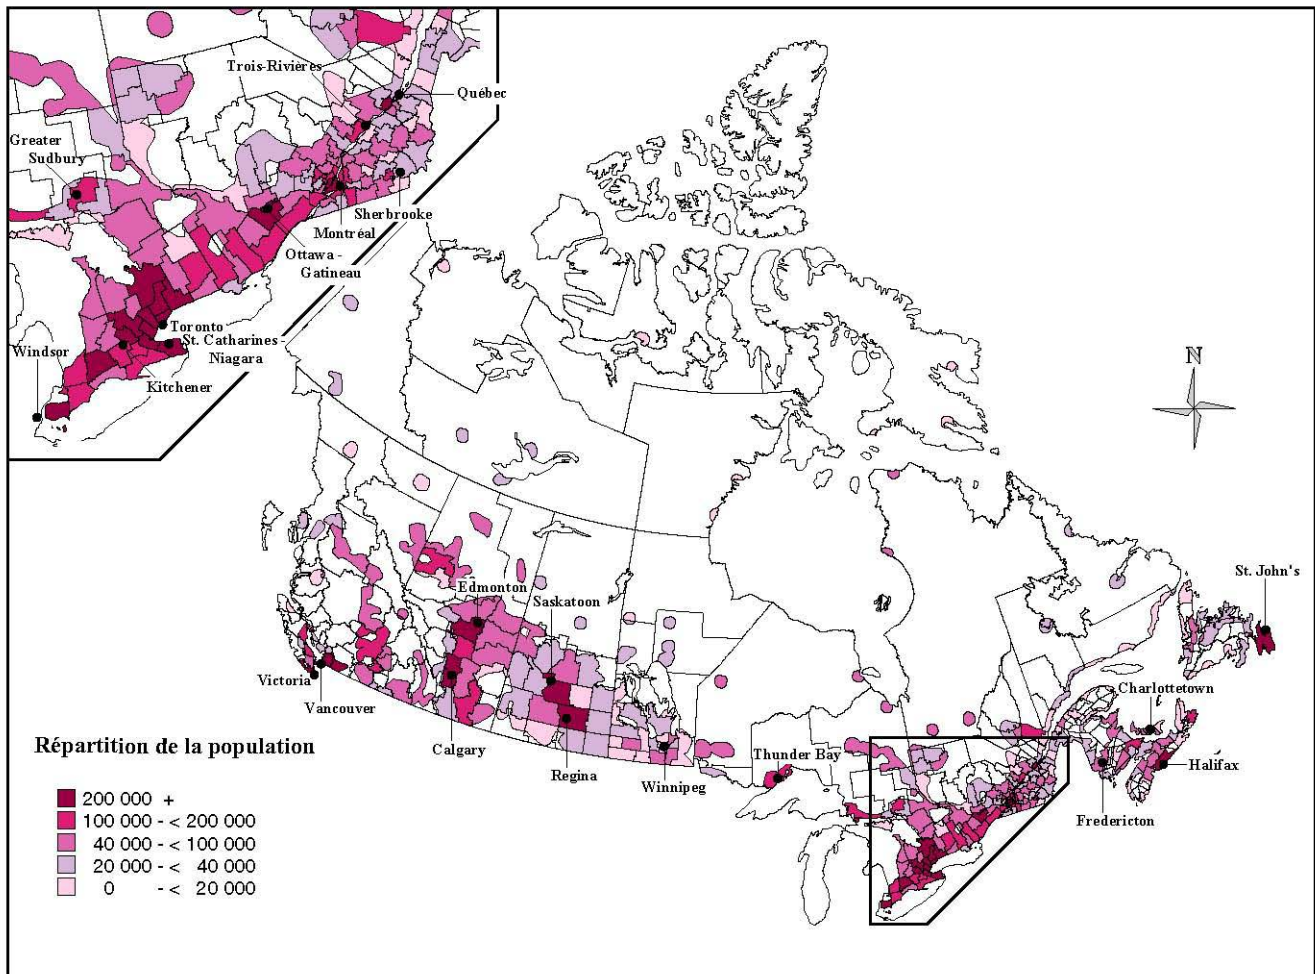 Trois-Rivières
Québec
Greater
Sudbury
Sherbrooke
Montréal
Ottawa -
Gatineau
Toronto
St. Catharines -
Niagara
Windsor
Kitchener
N
St. John's
Edmonton
Saskatoon
Victoria
Vancouver
Charlottetown
Calgary
Regina
Winnipeg
Thunder Bay
Halifax
Fredericton
Répartition de la population
200 000 +
100 000 - < 200 000
40 000 - < 100 000
20 000 - < 40 000
0 - < 20 000